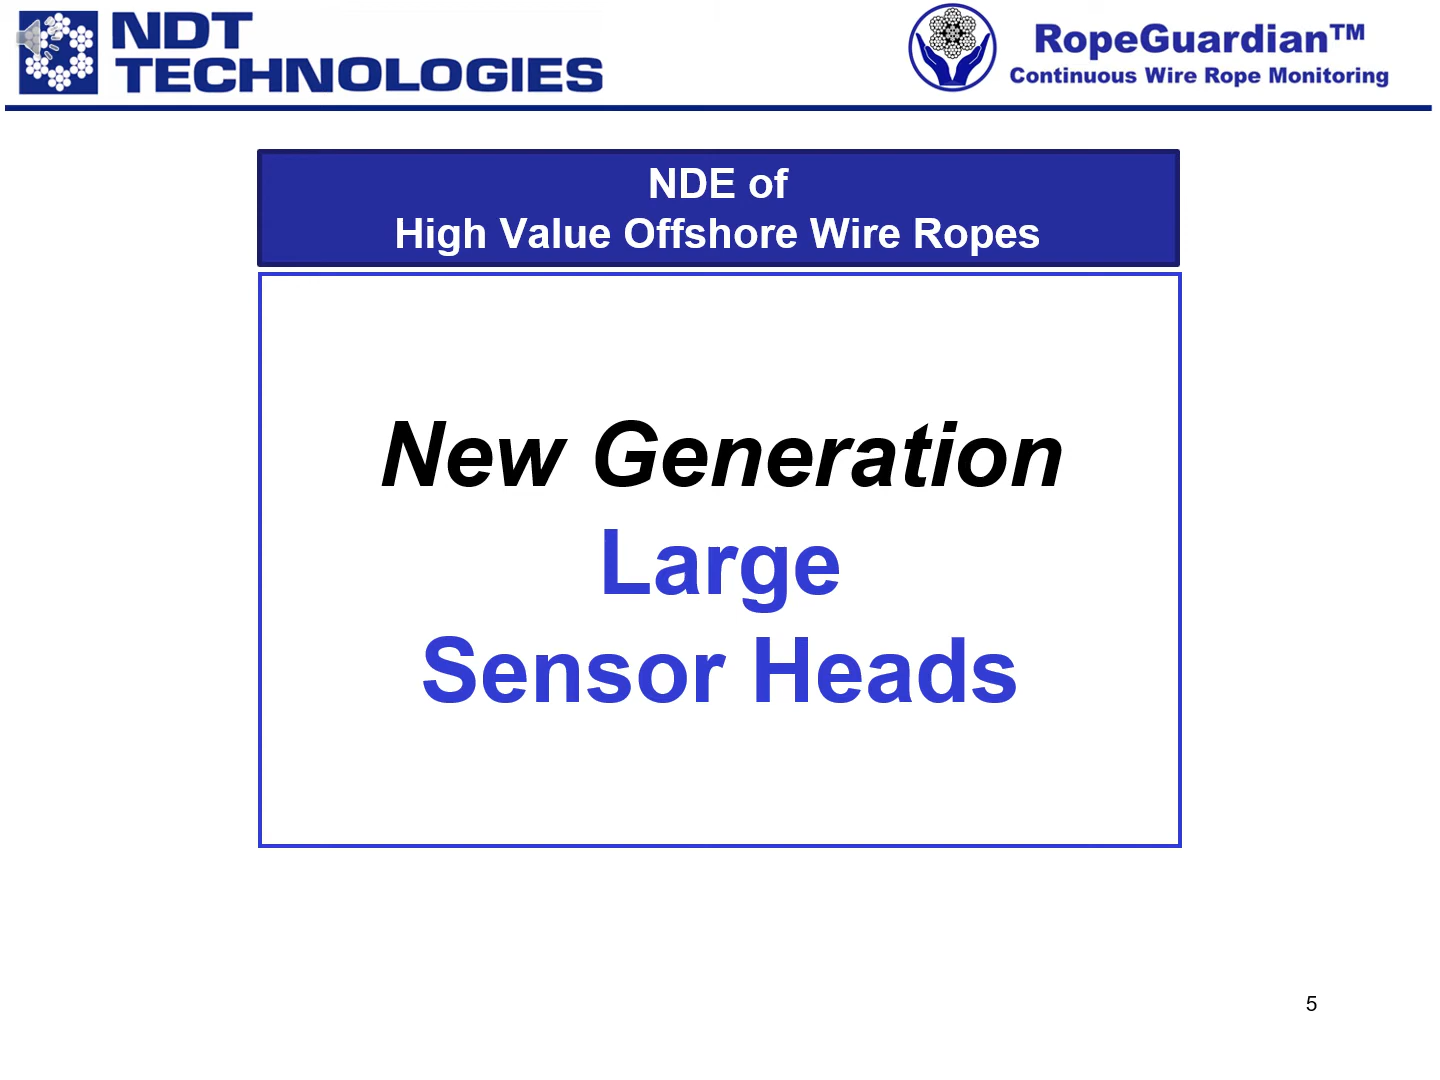 NDT
TECHNOLOGIES
RopeGuardian™
Continuous Wire Rope Monitoring
NDE of
High Value Offshore Wire Ropes
New Generation
Large
Sensor Heads
5